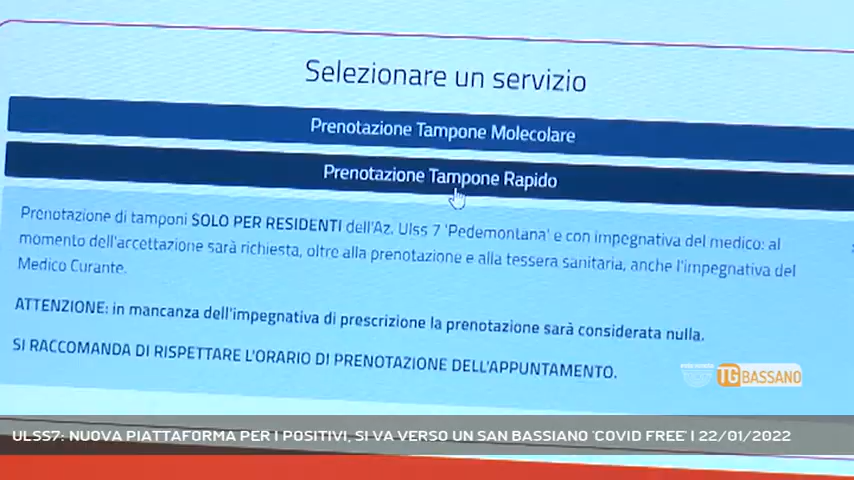 Selezionare un servizio
Prenotazione Tampone Molecolare
Prenotazione Tampone Rapido
Prenotazione di tamponi SOLO PER RESIDENTI dell'Az. Ulss 7 'Pedemontana' e con impegnativa del medico: al
momento dell'accettazione sarà richiesta, oltre alla prenotazione e alla tessera sanitaria, anche l'impegnativa del
Medico Curante.
ATTENZIONE: in mancanza dell'impegnativa di prescrizione la prenotazione sarà considerata nulla.
SI RACCOMANDA DI RISPETTARE L'ORARIO DI PRENOTAZIONE DELL'APPUNTAMENTO.
TG BASSANO
ULSS7: NUOVA PIATTAFORMA PER I POSITIVI, SI VA VERSO UN SAN BASSIANO 'COVID FREE' | 22/01/2022